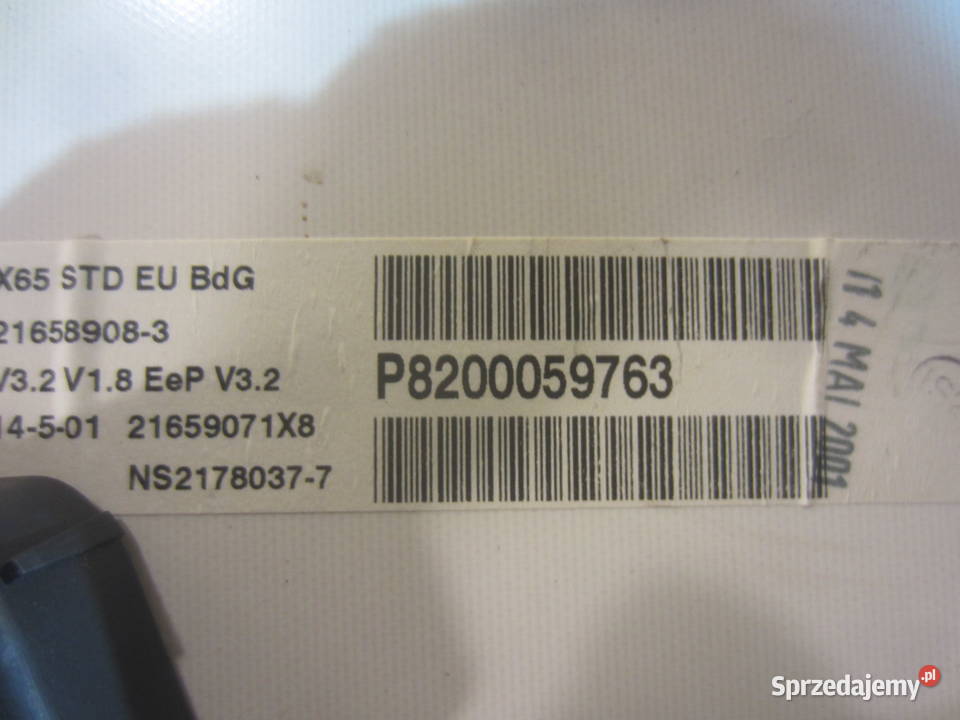 X65 STD EU BdG
21658908-3
V3.2 V1.8 EeP V3.2
14-5-01 21659071X8
NS2178037-7
P8200059763
14 MAI 2001
Sprzedajemy.pl